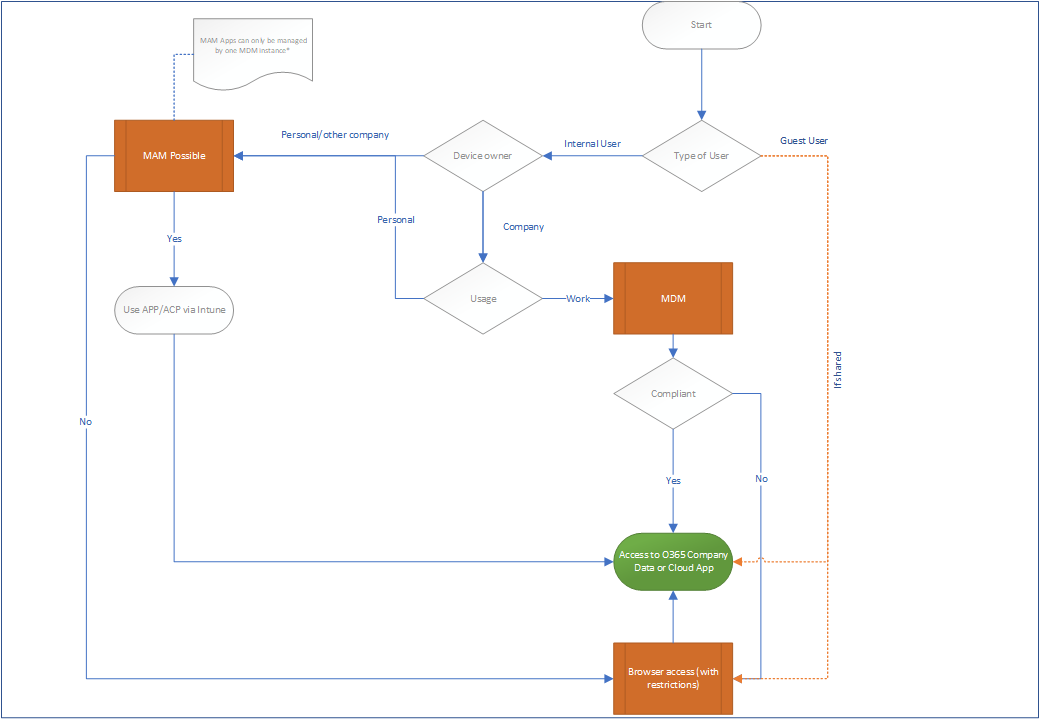 Start
MAM Apps can only be managed
by one MDM instance*
Personal/other company
Internal User
Guest User
MAM Possible
Device owner
Type of User
Personal
Company
Yes
Usage
Work
MDM
Use APP/ACP via Intune
If shared
Compliant
No
Yes
No
Access to O365 Company
Data or Cloud App
Browser access (with
restrictions)